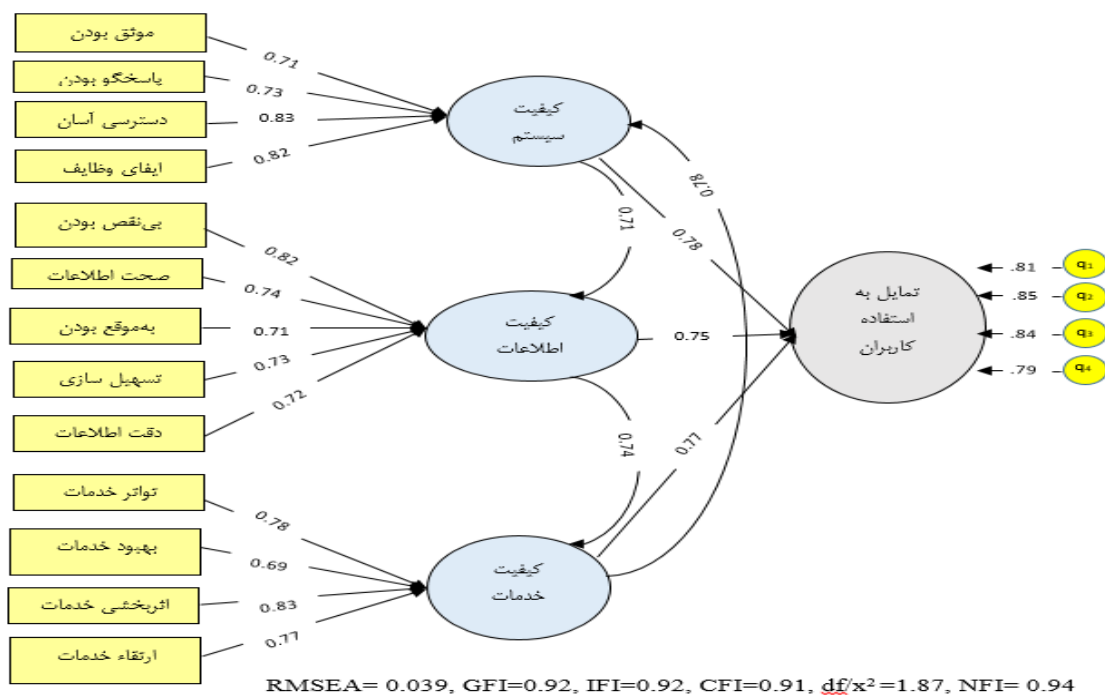 موثق بودن
پاسخگو بودن
دسترسی آسان
ایفای وظایف
0.71
0.73
0.83
0.82
کیفیت
سیستم
بی‌نقص بودن
صحت اطلاعات
به‌موقع بودن
تسهیل سازی
دقت اطلاعات
0.82
0.74
0.71
0.73
0.72
کیفیت
اطلاعات
تواتر خدمات
بهبود خدمات
اثربخشی خدمات
ارتقاء خدمات
0.78
0.69
0.83
0.77
کیفیت
خدمات
0.71
0.74
0.78
0.78
0.75
0.77
تمایل به
استفاده
کاربران
.81
.85
.84
.79
q1
q2
q3
q4
RMSEA= 0.039, GFI=0.92, IFI=0.92, CFI=0.91, df/x²=1.87, NFI= 0.94